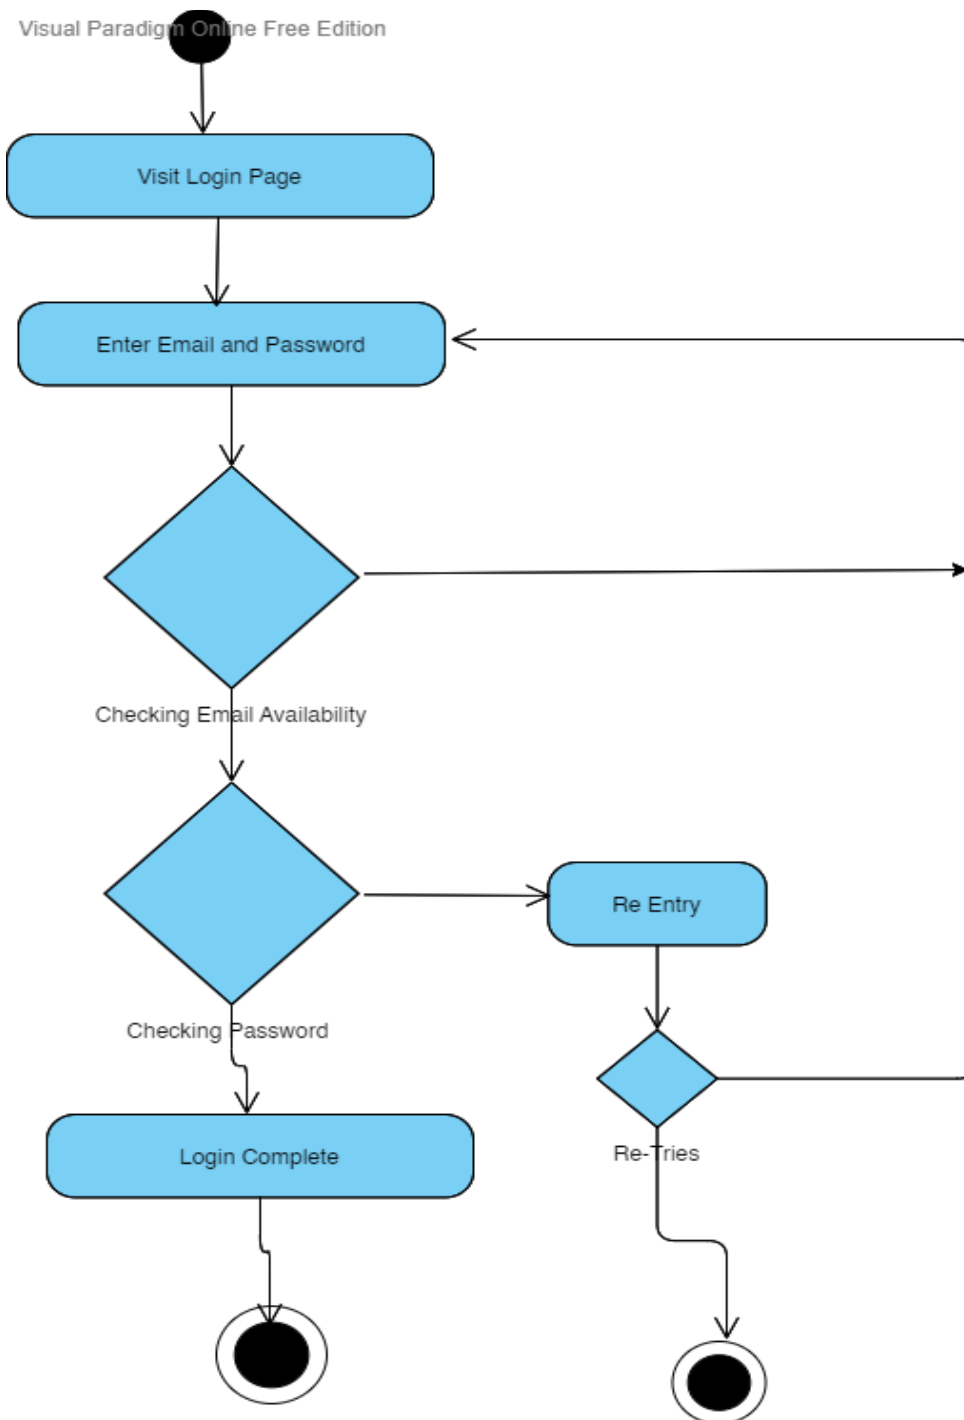 Visual Paradigm Online Free Edition
Visit Login Page
Enter Email and Password
Checking Email Availability
Re Entry
Checking Password
Re-Tries
Login Complete